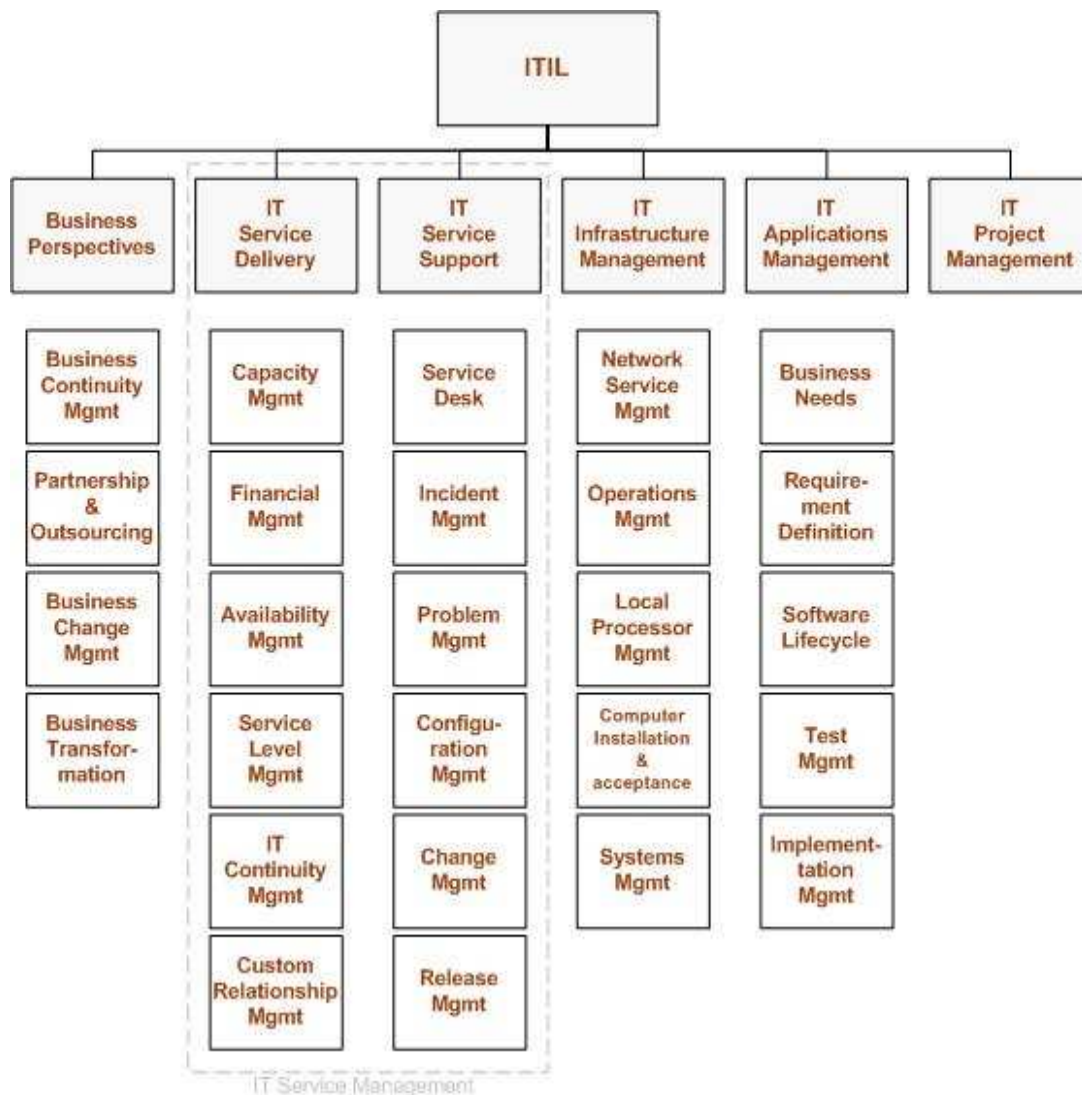 ITIL
Business
Perspectives
IT
Service
Delivery
IT
Service
Support
IT
Infrastructure
Management
IT
Applications
Management
IT
Project
Management
Business
Continuity
Mgmt
Partnership
&
Outsourcing
Business
Change
Mgmt
Business
Transfor-
mation
Capacity
Mgmt
Financial
Mgmt
Availability
Mgmt
Service
Level
Mgmt
IT
Continuity
Mgmt
Custom
Relationship
Mgmt
Service
Desk
Incident
Mgmt
Problem
Mgmt
Configu-
ration
Mgmt
Change
Mgmt
Release
Mgmt
Network
Service
Mgmt
Operations
Mgmt
Local
Processor
Mgmt
Computer
Installation
&
acceptance
Systems
Mgmt
Business
Needs
Require-
ment
Definition
Software
Lifecycle
Test
Mgmt
Implement-
tation
Mgmt
IT Service Management